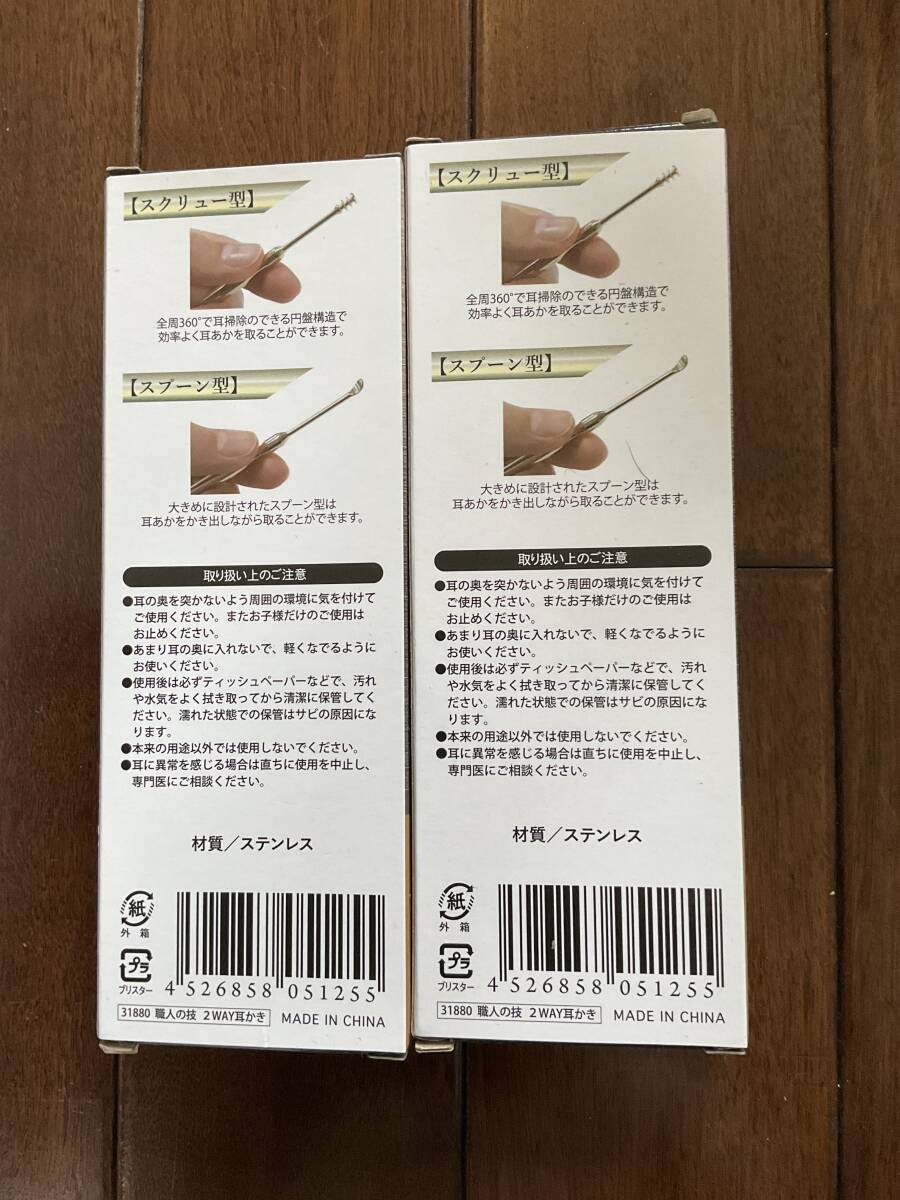 【スクリュー型】
全周360°で耳掃除のできる円盤構造で
効率よく耳あかを取ることができます。
【スプーン型】
大きめに設計されたスプーン型は
耳あかをかき出しながら取ることができます。
取り扱い上のご注意
●耳の奥を突かないよう周囲の環境に気を付けて
ご使用ください。またお子様だけのご使用は
お止めください。
●あまり耳の奥に入れないで、軽くなでるように
お使いください。
●使用後は必ずティッシュペーパーなどで、汚れ
や水気をよく拭き取ってから清潔に保管してく
ださい。濡れた状態での保管はサビの原因にな
ります。
●本来の用途以外では使用しないでください。
●耳に異常を感じる場合は直ちに使用を中止し、
専門医にご相談ください。
材質／ステンレス
紙
外箱
プラ
ブリスター
4 526858 051255
31880 職人の技 2WAY耳かき
MADE IN CHINA
【スクリュー型】
全周360°で耳掃除のできる円盤構造で
効率よく耳あかを取ることができます。
【スプーン型】
大きめに設計されたスプーン型は
耳あかをかき出しながら取ることができます。
取り扱い上のご注意
●耳の奥を突かないよう周囲の環境に気を付けて
ご使用ください。またお子様だけのご使用は
お止めください。
●あまり耳の奥に入れないで、軽くなでるように
お使いください。
●使用後は必ずティッシュペーパーなどで、汚れ
や水気をよく拭き取ってから清潔に保管してく
ださい。濡れた状態での保管はサビの原因にな
ります。
●本来の用途以外では使用しないでください。
●耳に異常を感じる場合は直ちに使用を中止し、
専門医にご相談ください。
材質／ステンレス
紙
外箱
プラ
ブリスター
4 526858 051255
31880 職人の技 2WAY耳かき
MADE IN CHINA